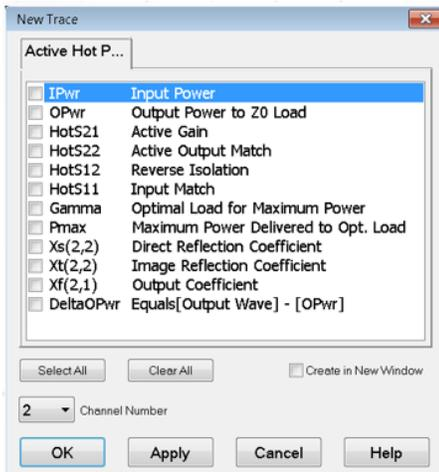 New Trace
Active Hot P...
IPwr Input Power
OPwr Output Power to Z0 Load
HotS21 Active Gain
HotS22 Active Output Match
HotS12 Reverse Isolation
HotS11 Input Match
Gamma Optimal Load for Maximum Power
Pmax Maximum Power Delivered to Opt. Load
Xs(2,2) Direct Reflection Coefficient
Xt(2,2) Image Reflection Coefficient
Xf(2,1) Output Coefficient
DeltaOPwr Equals[Output Wave] - [OPwr]
Select All Clear All Create in New Window
2 Channel Number
OK Apply Cancel Help